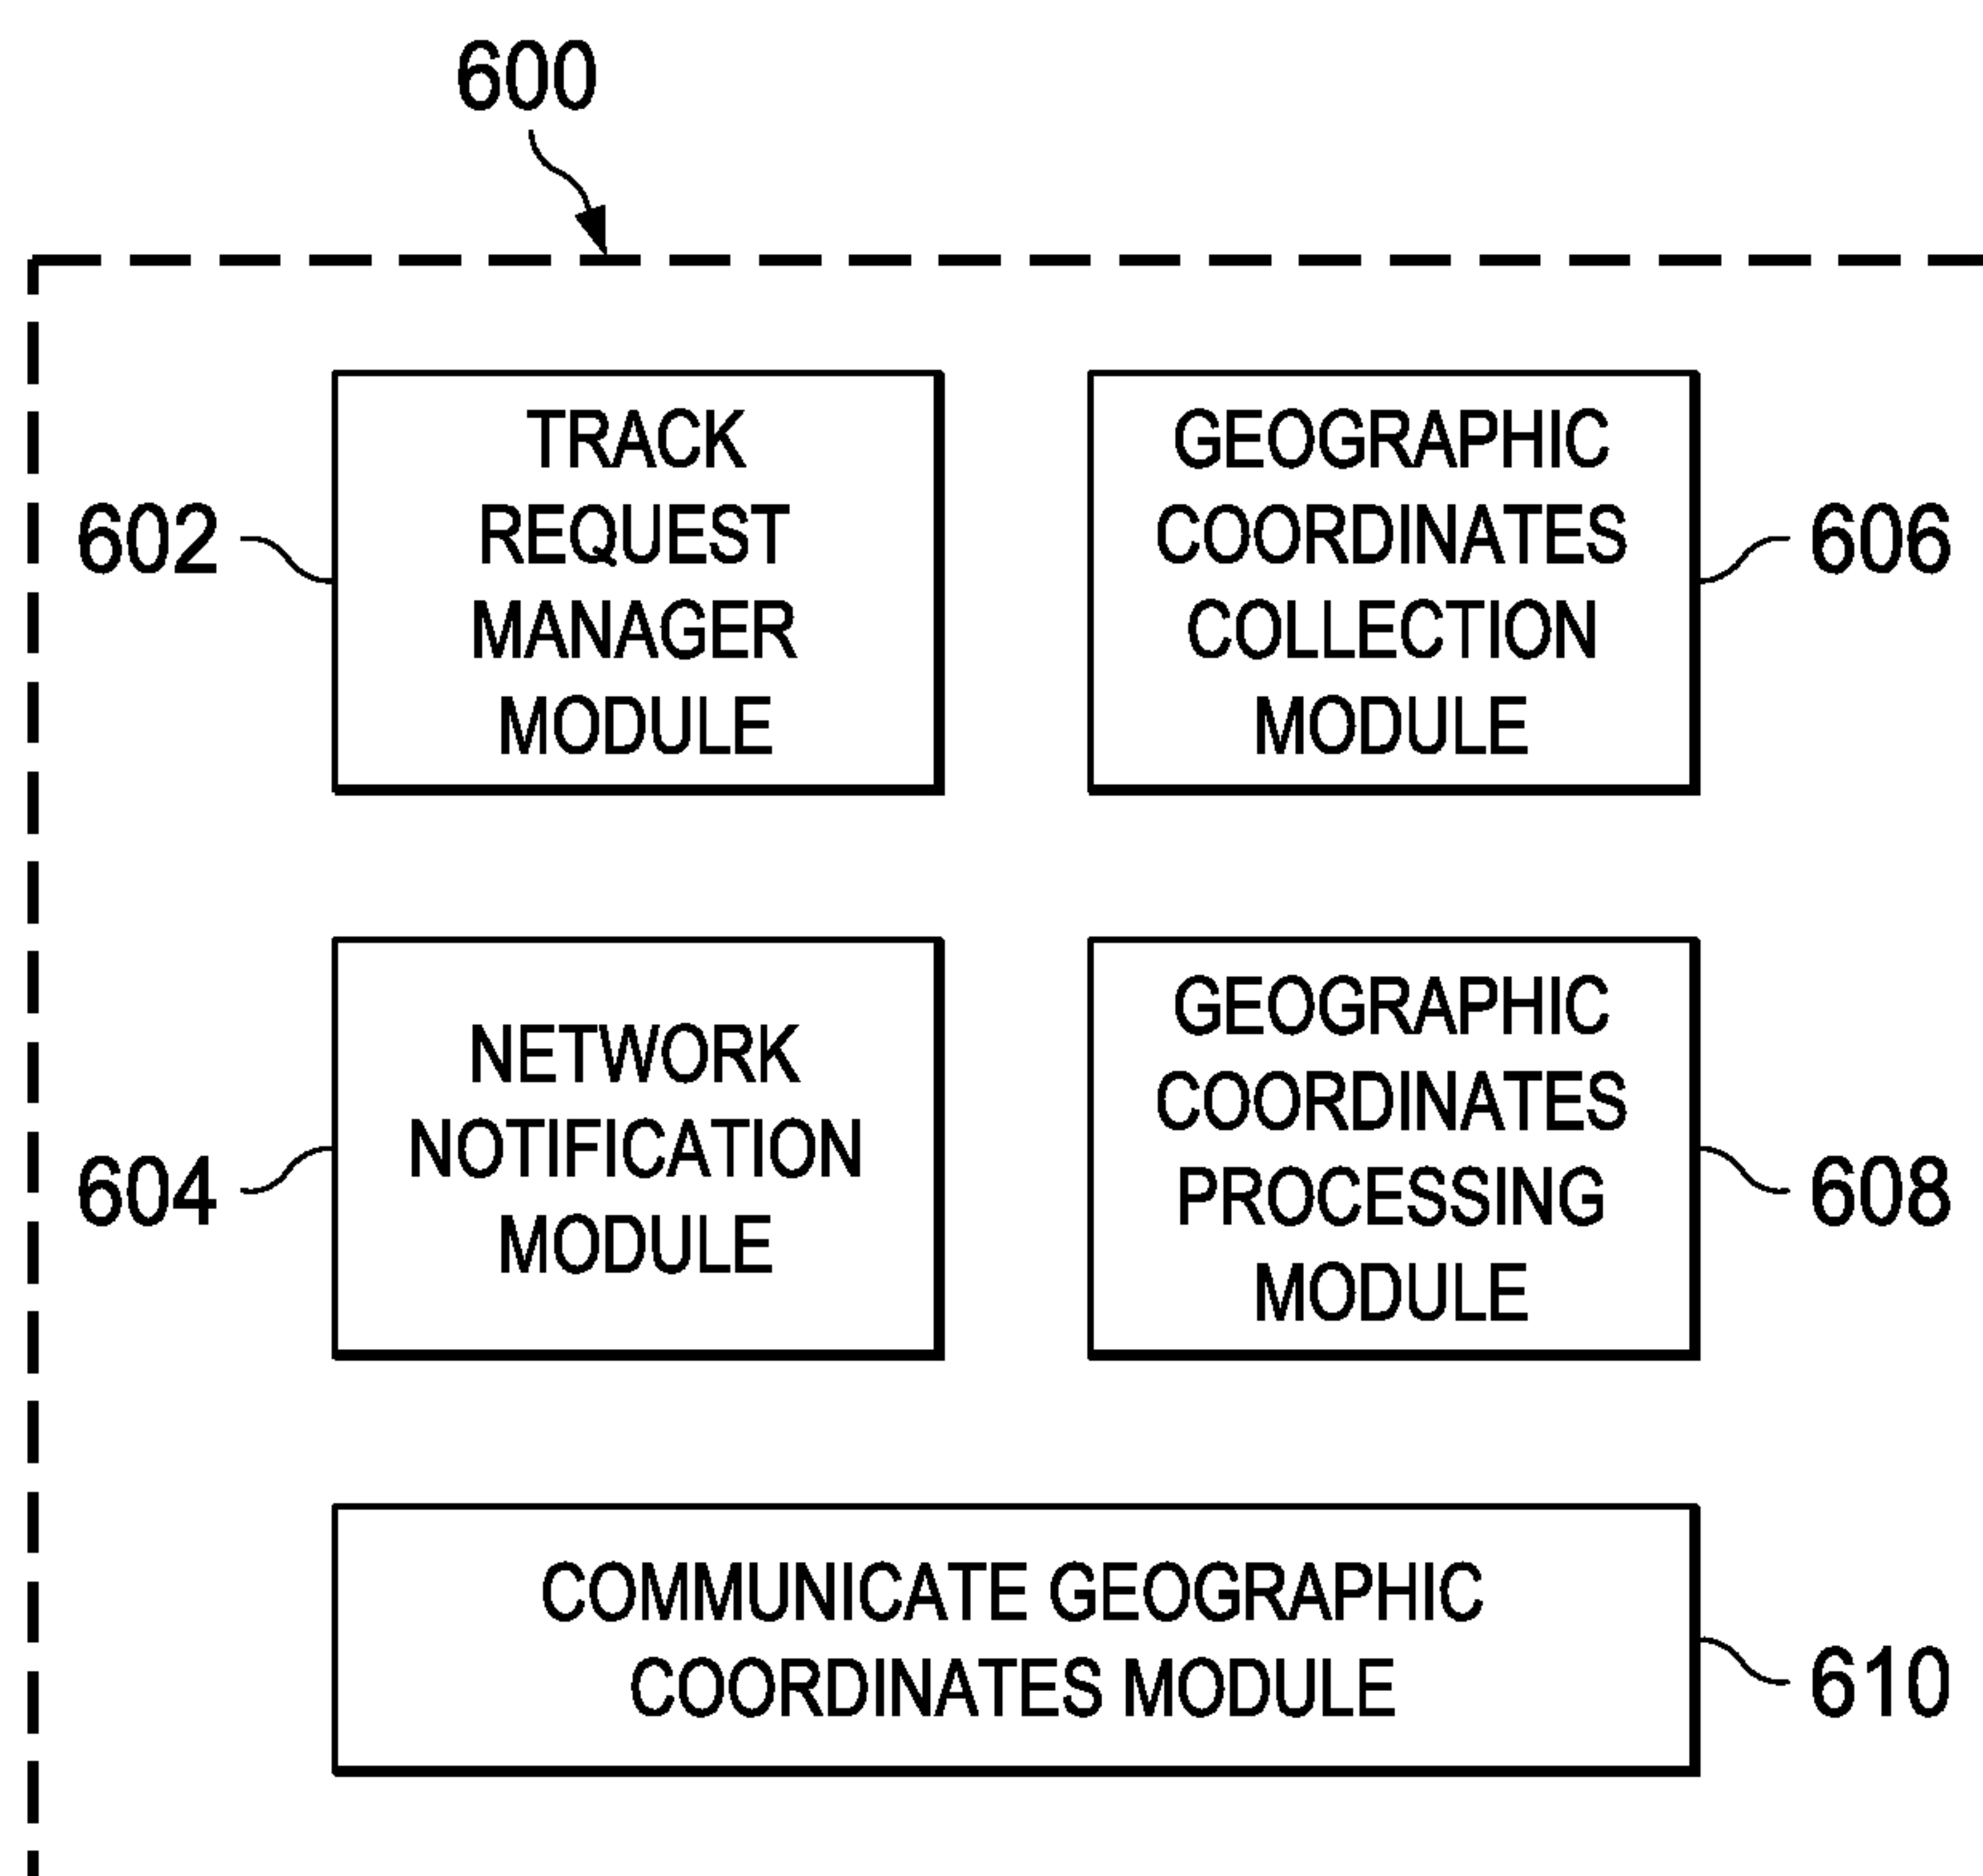 600
602
TRACK
REQUEST
MANAGER
MODULE
GEOGRAPHIC
COORDINATES
COLLECTION
MODULE
606
604
NETWORK
NOTIFICATION
MODULE
GEOGRAPHIC
COORDINATES
PROCESSING
MODULE
608
COMMUNICATE GEOGRAPHIC
COORDINATES MODULE
610